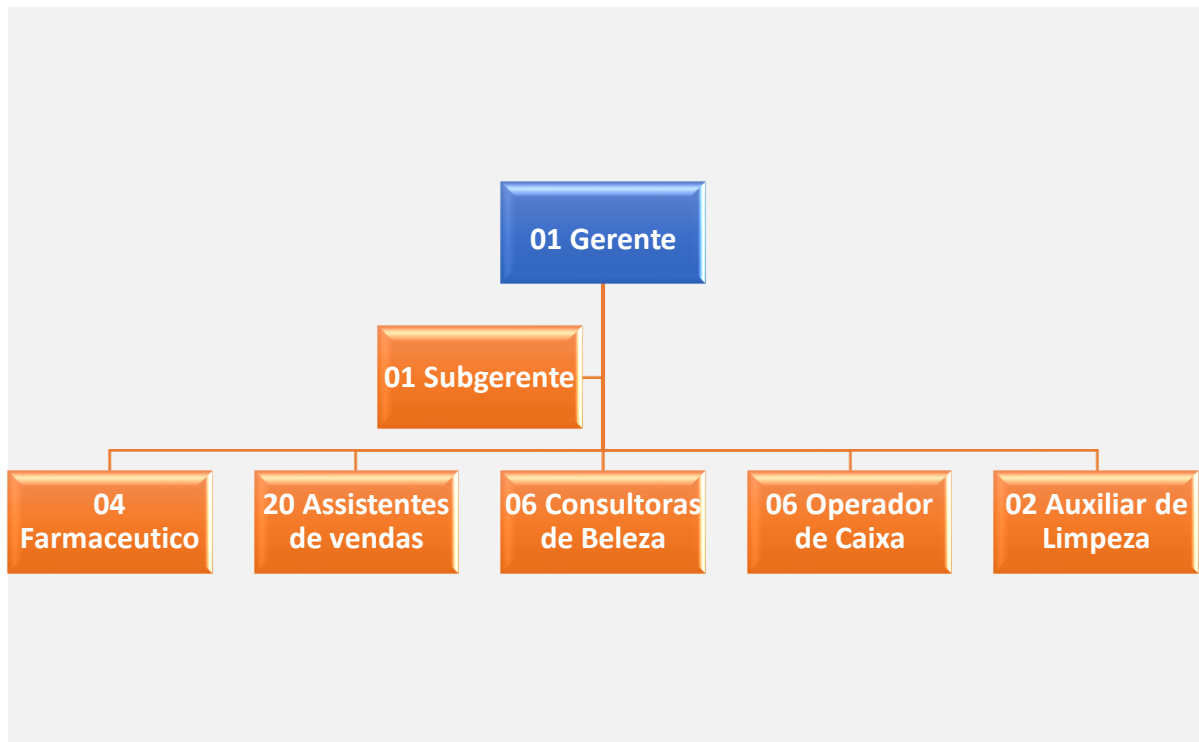 01 Gerente
01 Subgerente
04
Farmaceutico
20 Assistentes
de vendas
06 Consultoras
de Beleza
06 Operador
de Caixa
02 Auxiliar de
Limpeza